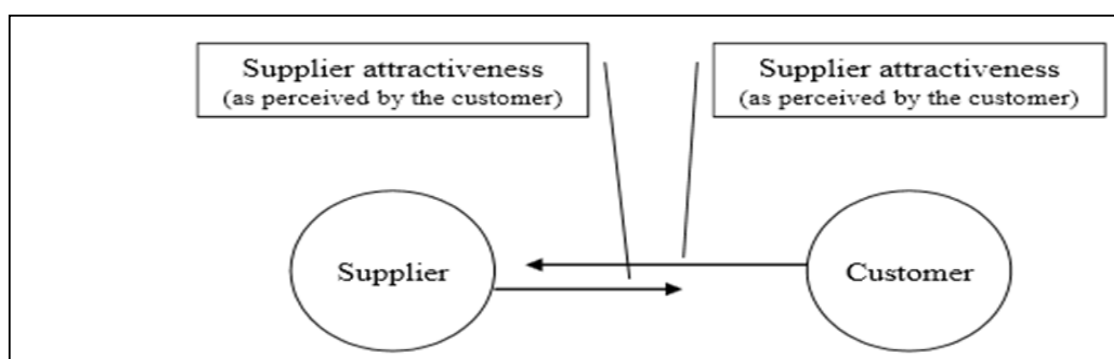 Supplier attractiveness
(as perceived by the customer)
Supplier attractiveness
(as perceived by the customer)
Supplier
Customer